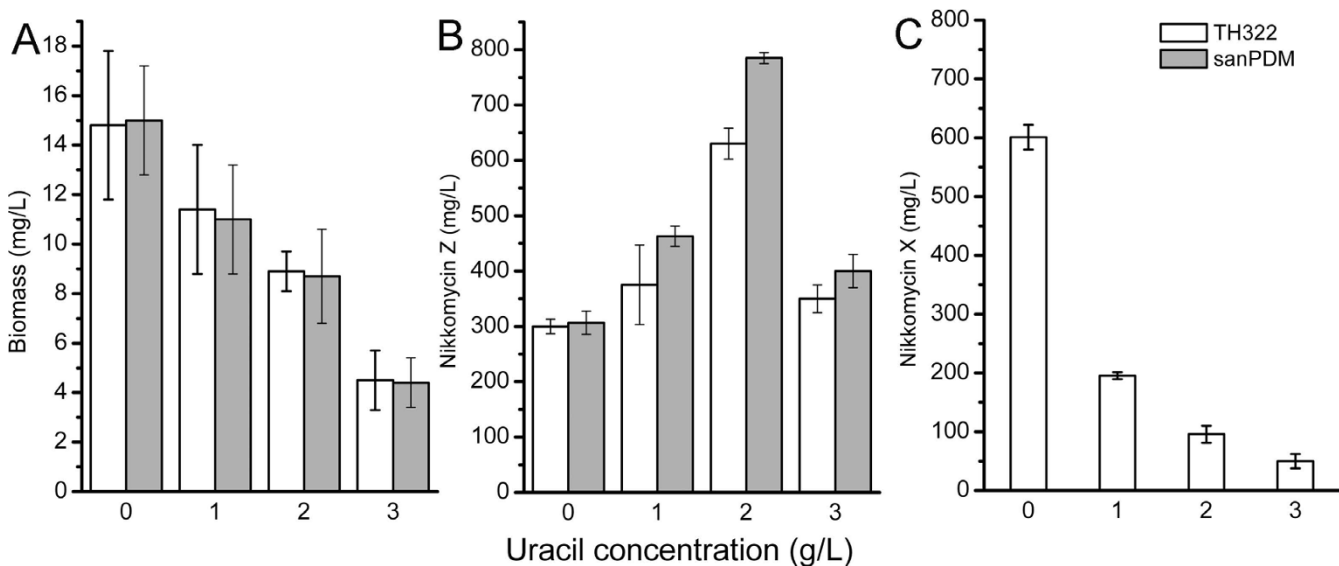 A
18
16
14
12
10
8
6
4
2
0
Biomass (mg/L)
0 1 2 3
B
800
700
600
500
400
300
200
100
0
Nikkomycin Z (mg/L)
0 1 2 3
Uracil concentration (g/L)
C
TH322
sanPDM
800
700
600
500
400
300
200
100
0
Nikkomycin X (mg/L)
0 1 2 3